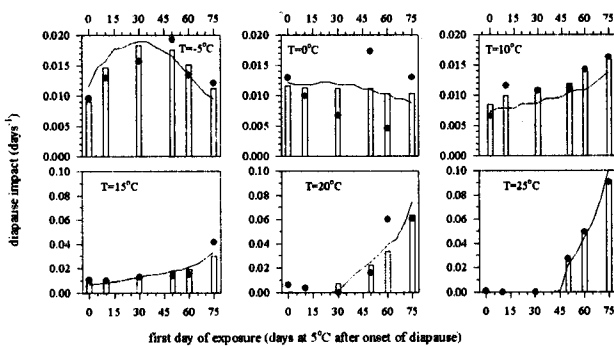 0 15 30 45 60 75 0 15 30 45 60 75 0 15 30 45 60 75
0.020 0.020 0.020
T=-5°C T=0°C T=10°C
0.015 0.015 0.015
0.010 0.010 0.010
0.005 0.005 0.005
0.000 0.000 0.000
diapause impact (days-1)
0.10 0.10 0.10
T=15°C T=20°C T=25°C
0.08 0.08 0.08
0.06 0.06 0.06
0.04 0.04 0.04
0.02 0.02 0.02
0.00 0.00 0.00
0 15 30 45 60 75 0 15 30 45 60 75 0 15 30 45 60 75
first day of exposure (days at 5°C after onset of diapause)